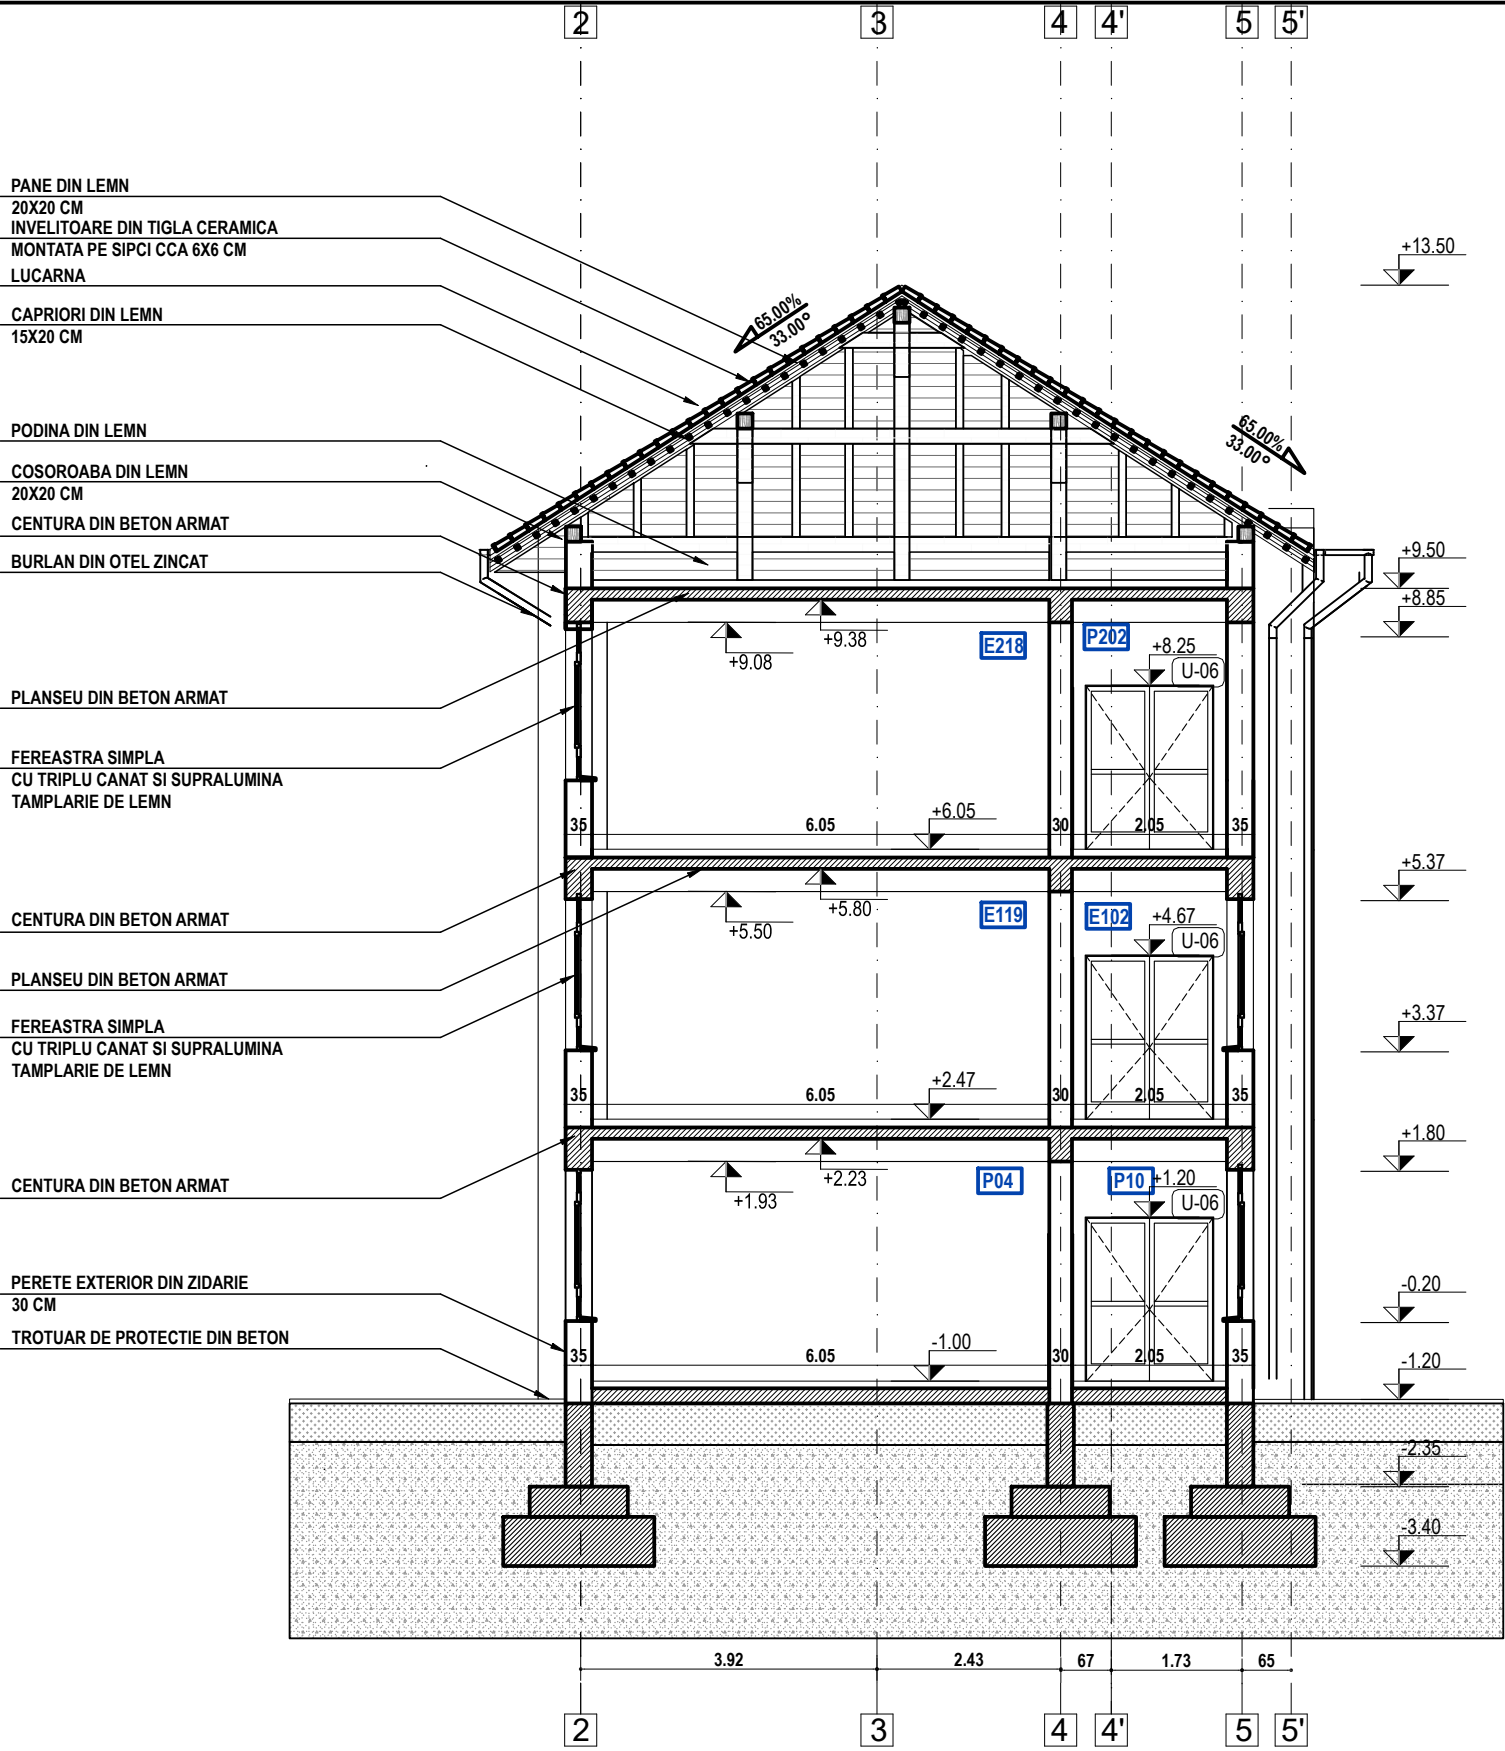 2 3 4 4' 5 5'
PANE DIN LEMN
20X20 CM
INVELITOARE DIN TIGLA CERAMICA
MONTATA PE SIPCI CCA 6X6 CM
LUCARNA
CAPRIORI DIN LEMN
15X20 CM
PODINA DIN LEMN
COSOROABA DIN LEMN
20X20 CM
CENTURA DIN BETON ARMAT
BURLAN DIN OTEL ZINCAT
PLANSEU DIN BETON ARMAT
FEREASTRA SIMPLA
CU TRIPLU CANAT SI SUPRALUMINA
TAMPLARIE DE LEMN
CENTURA DIN BETON ARMAT
PLANSEU DIN BETON ARMAT
FEREASTRA SIMPLA
CU TRIPLU CANAT SI SUPRALUMINA
TAMPLARIE DE LEMN
CENTURA DIN BETON ARMAT
PERETE EXTERIOR DIN ZIDARIE
30 CM
TROTUAR DE PROTECTIE DIN BETON
65.00%
33.00°
65.00%
33.00°
+9.08
+9.38
E218
P202
+8.25
U-06
+6.05
35 6.05 30 2.05 35
+5.50
+5.80
E119
E102
+4.67
U-06
+2.47
35 6.05 30 2.05 35
+1.93
+2.23
P04
P10
+1.20
U-06
-1.00
35 6.05 30 2.05 35
+13.50
+9.50
+8.85
+5.37
+3.37
+1.80
-0.20
-1.20
-2.35
-3.40
3.92 2.43 67 1.73 65
2 3 4 4' 5 5'